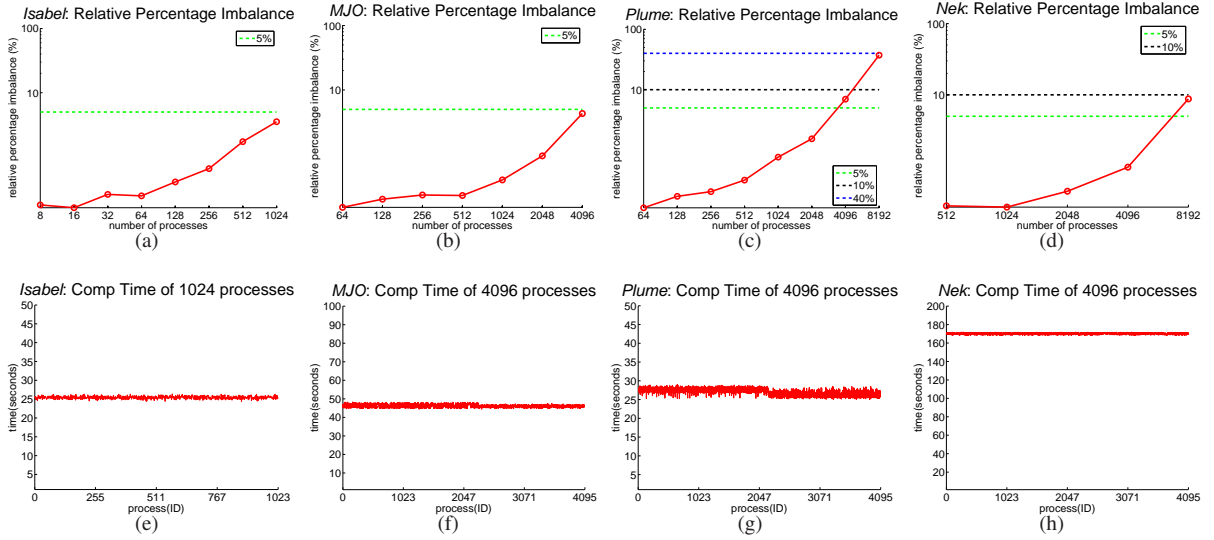 Isabel: Relative Percentage Imbalance
relative percentage imbalance (%)
100
10
5%
8 16 32 64 128 256 512 1024
number of processes
(a)
MJO: Relative Percentage Imbalance
relative percentage imbalance (%)
100
10
5%
64 128 256 512 1024 2048 4096
number of processes
(b)
Plume: Relative Percentage Imbalance
relative percentage imbalance (%)
100
10
5%
10%
40%
64 128 256 512 1024 2048 4096 8192
number of processes
(c)
Nek: Relative Percentage Imbalance
relative percentage imbalance (%)
100
10
5%
10%
512 1024 2048 4096 8192
number of processes
(d)
Isabel: Comp Time of 1024 processes
time(seconds)
50
45
40
35
30
25
20
15
10
5
0 255 511 767 1023
process(ID)
(e)
MJO: Comp Time of 4096 processes
time(seconds)
100
90
80
70
60
50
40
30
20
10
0 1023 2047 3071 4095
process(ID)
(f)
Plume: Comp Time of 4096 processes
time(seconds)
50
45
40
35
30
25
20
15
10
5
0 1023 2047 3071 4095
process(ID)
(g)
Nek: Comp Time of 4096 processes
time(seconds)
200
180
160
140
120
100
80
60
40
20
0 1023 2047 3071 4095
process(ID)
(h)